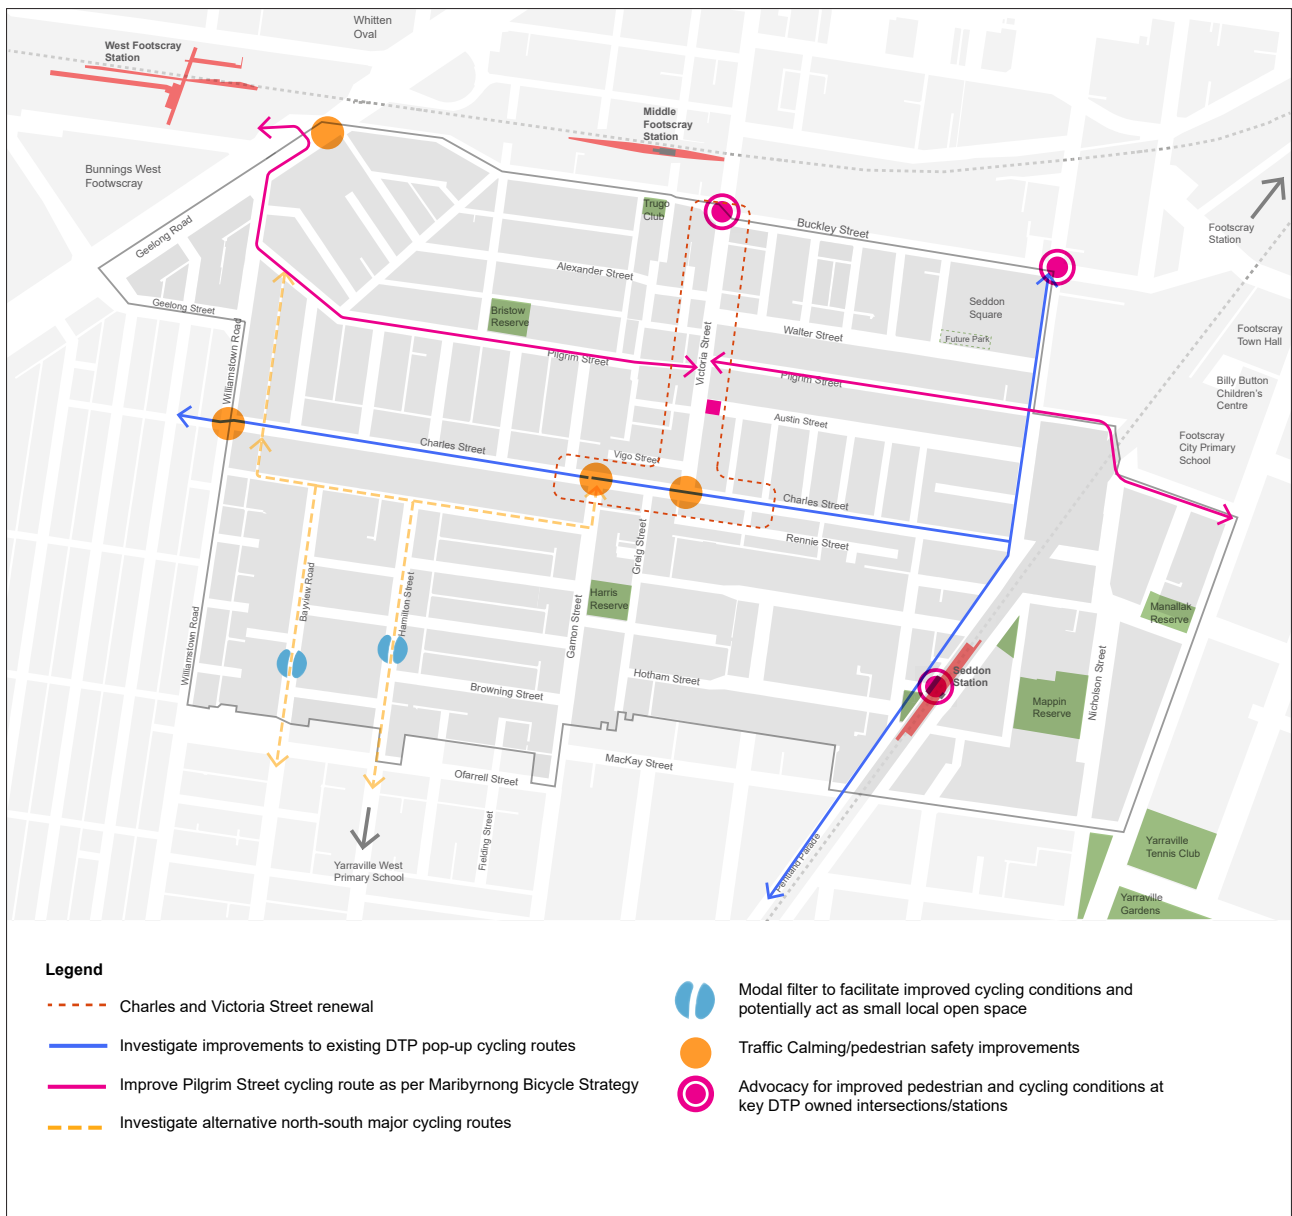 Whitten
Oval
West Footscray
Station
Middle
Footscray
Station
Bunnings West
Footwscray
Geelong Road
Trugo
Club
Buckley Street
Footscray
Station
Alexander Street
Geelong Street
Bristow
Reserve
Seddon
Square
Walter Street
Future Park
Footscray
Town Hall
Williamstown Road
Victoria Street
Pilgrim Street
Pilgrim Street
Billy Button
Children's
Centre
Austin Street
Footscray
City Primary
School
Charles Street
Vigo Street
Charles Street
Rennie Street
Greig Street
Bayview Road
Hamilton Street
Harris
Reserve
Manallak
Reserve
Gamon Street
Williamstown Road
Hotham Street
Browning Street
Seddon
Station
Mappin
Reserve
Nicholson Street
MacKay Street
Ofarrell Street
Fielding Street
Pentland Parade
Yarraville West
Primary School
Yarraville
Tennis Club
Yarraville
Gardens
Legend
Charles and Victoria Street renewal
Investigate improvements to existing DTP pop-up cycling routes
Improve Pilgrim Street cycling route as per Maribyrnong Bicycle Strategy
Investigate alternative north-south major cycling routes
Modal filter to facilitate improved cycling conditions and
potentially act as small local open space
Traffic Calming/pedestrian safety improvements
Advocacy for improved pedestrian and cycling conditions at
key DTP owned intersections/stations